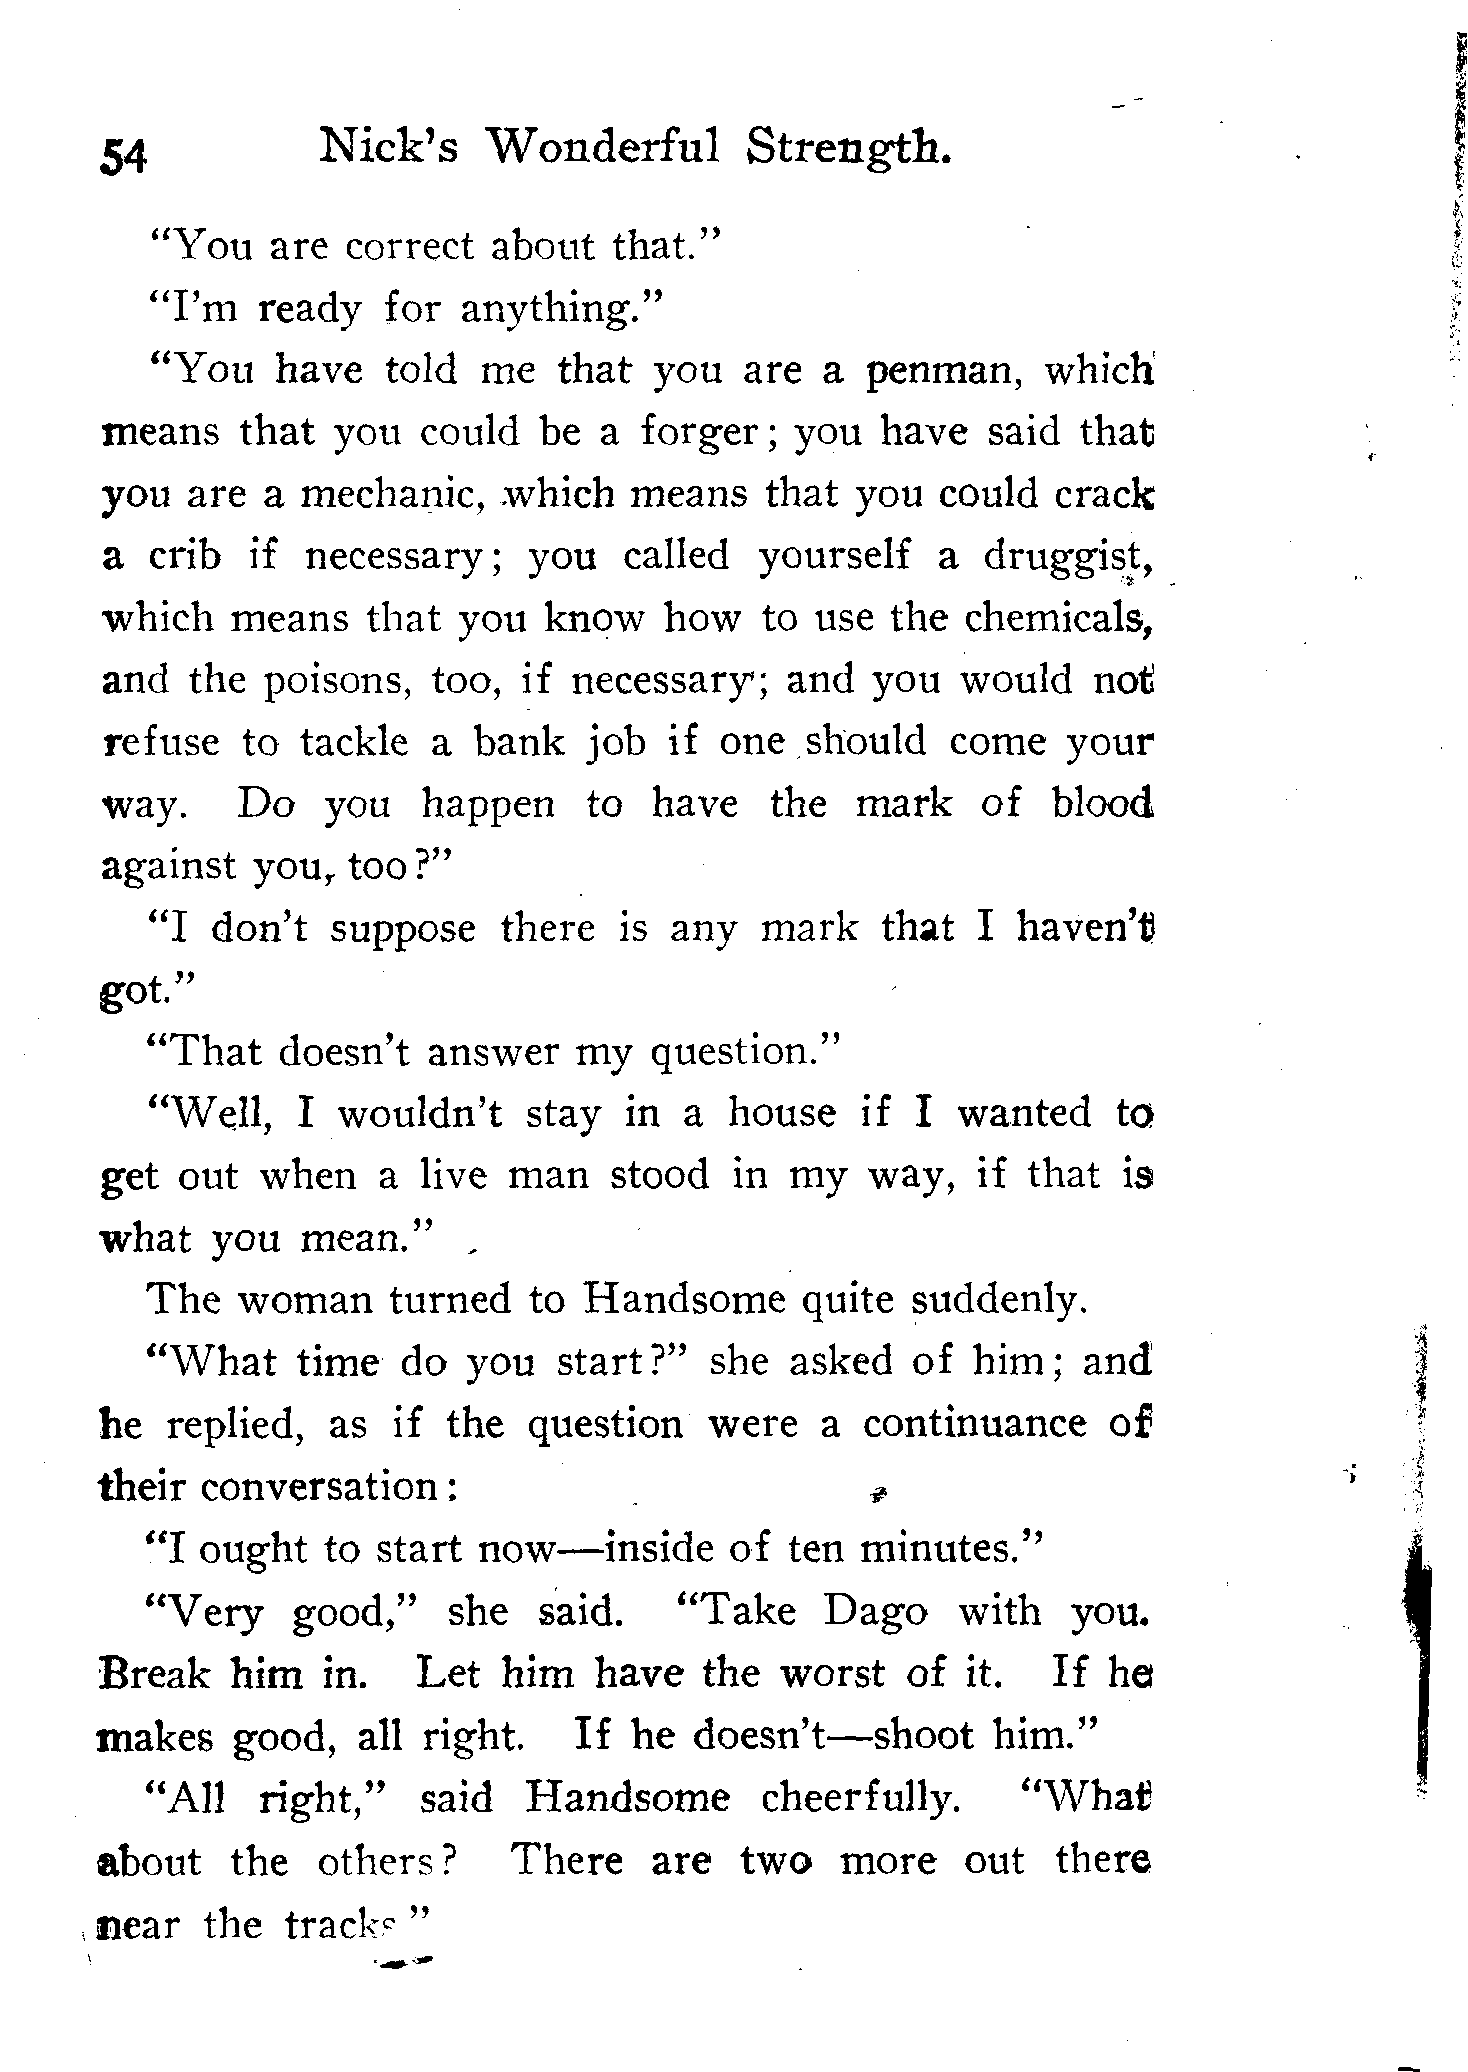 54 Nick's Wonderful Strength.
"You are correct about that."
"I'm ready for anything."
"You have told me that you are a penman, which
means that you could be a forger; you have said that
you are a mechanic, which means that you could crack
a crib if necessary; you called yourself a druggist,
which means that you know how to use the chemicals,
and the poisons, too, if necessary; and you would not
refuse to tackle a bank job if one should come your
way. Do you happen to have the mark of blood
against you, too?"
"I don't suppose there is any mark that I haven't
got."
"That doesn't answer my question."
"Well, I wouldn't stay in a house if I wanted to
get out when a live man stood in my way, if that is
what you mean."
The woman turned to Handsome quite suddenly.
"What time do you start?" she asked of him; and
he replied, as if the question were a continuance of
their conversation:
"I ought to start now—inside of ten minutes."
"Very good," she said. "Take Dago with you.
Break him in. Let him have the worst of it. If he
makes good, all right. If he doesn't—shoot him."
"All right," said Handsome cheerfully. "What
about the others? There are two more out there
near the tracks"